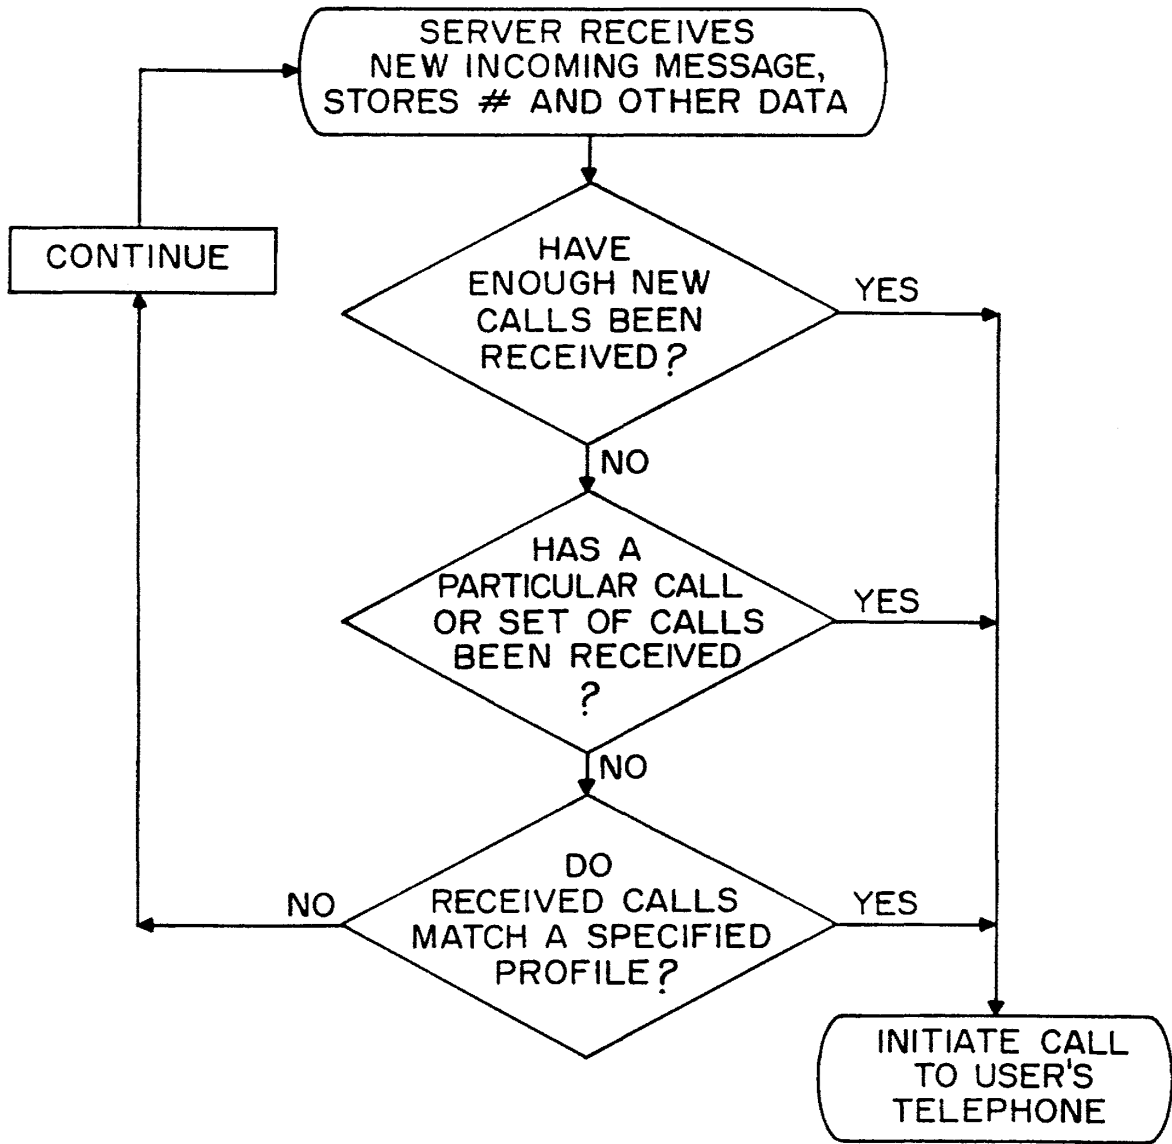 SERVER RECEIVES
NEW INCOMING MESSAGE,
STORES # AND OTHER DATA
CONTINUE
HAVE
ENOUGH NEW
CALLS BEEN
RECEIVED?
YES
NO
HAS A
PARTICULAR CALL
OR SET OF CALLS
BEEN RECEIVED
?
YES
NO
DO
RECEIVED CALLS
MATCH A SPECIFIED
PROFILE?
NO
YES
INITIATE CALL
TO USER'S
TELEPHONE